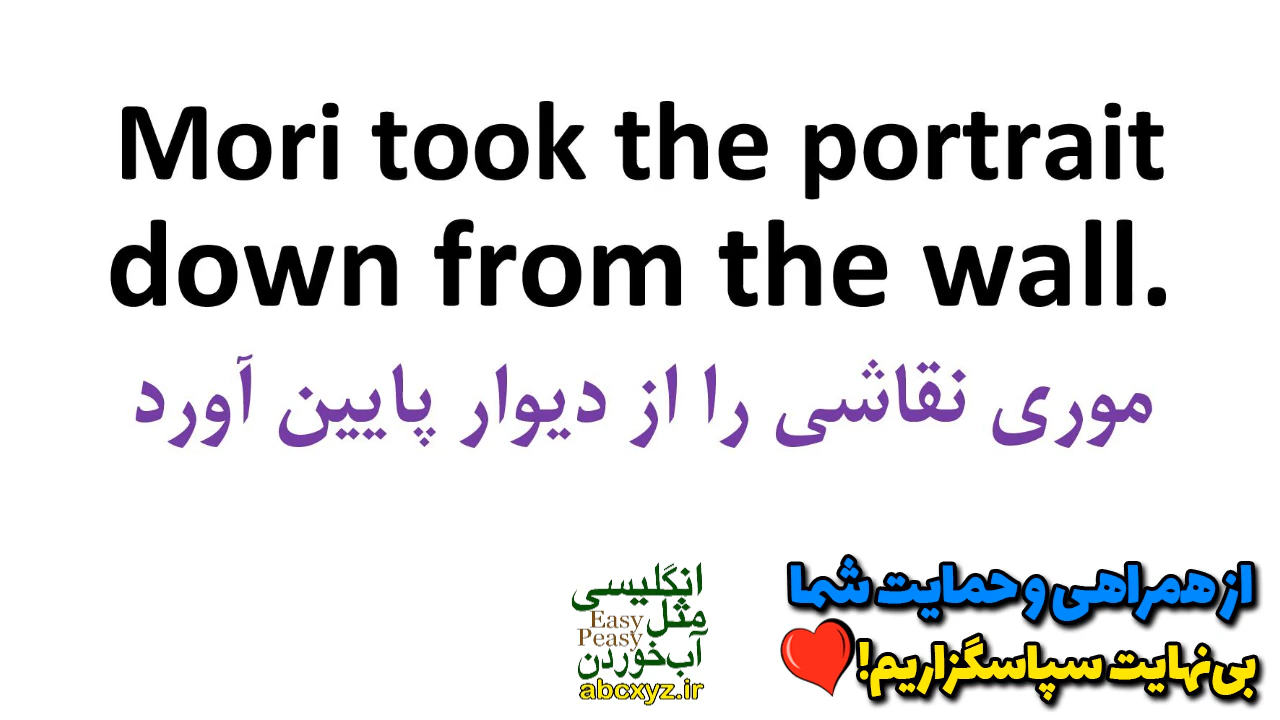 Mori took the portrait
down from the wall.
موری نقاشی را از دیوار پایین آورد
انگلیسی
مثل
Easy
Peasy
آب‌خوردن
abcxyz.ir
از همراهی و حمایت شما
بی‌نهایت سپاسگزاریم!